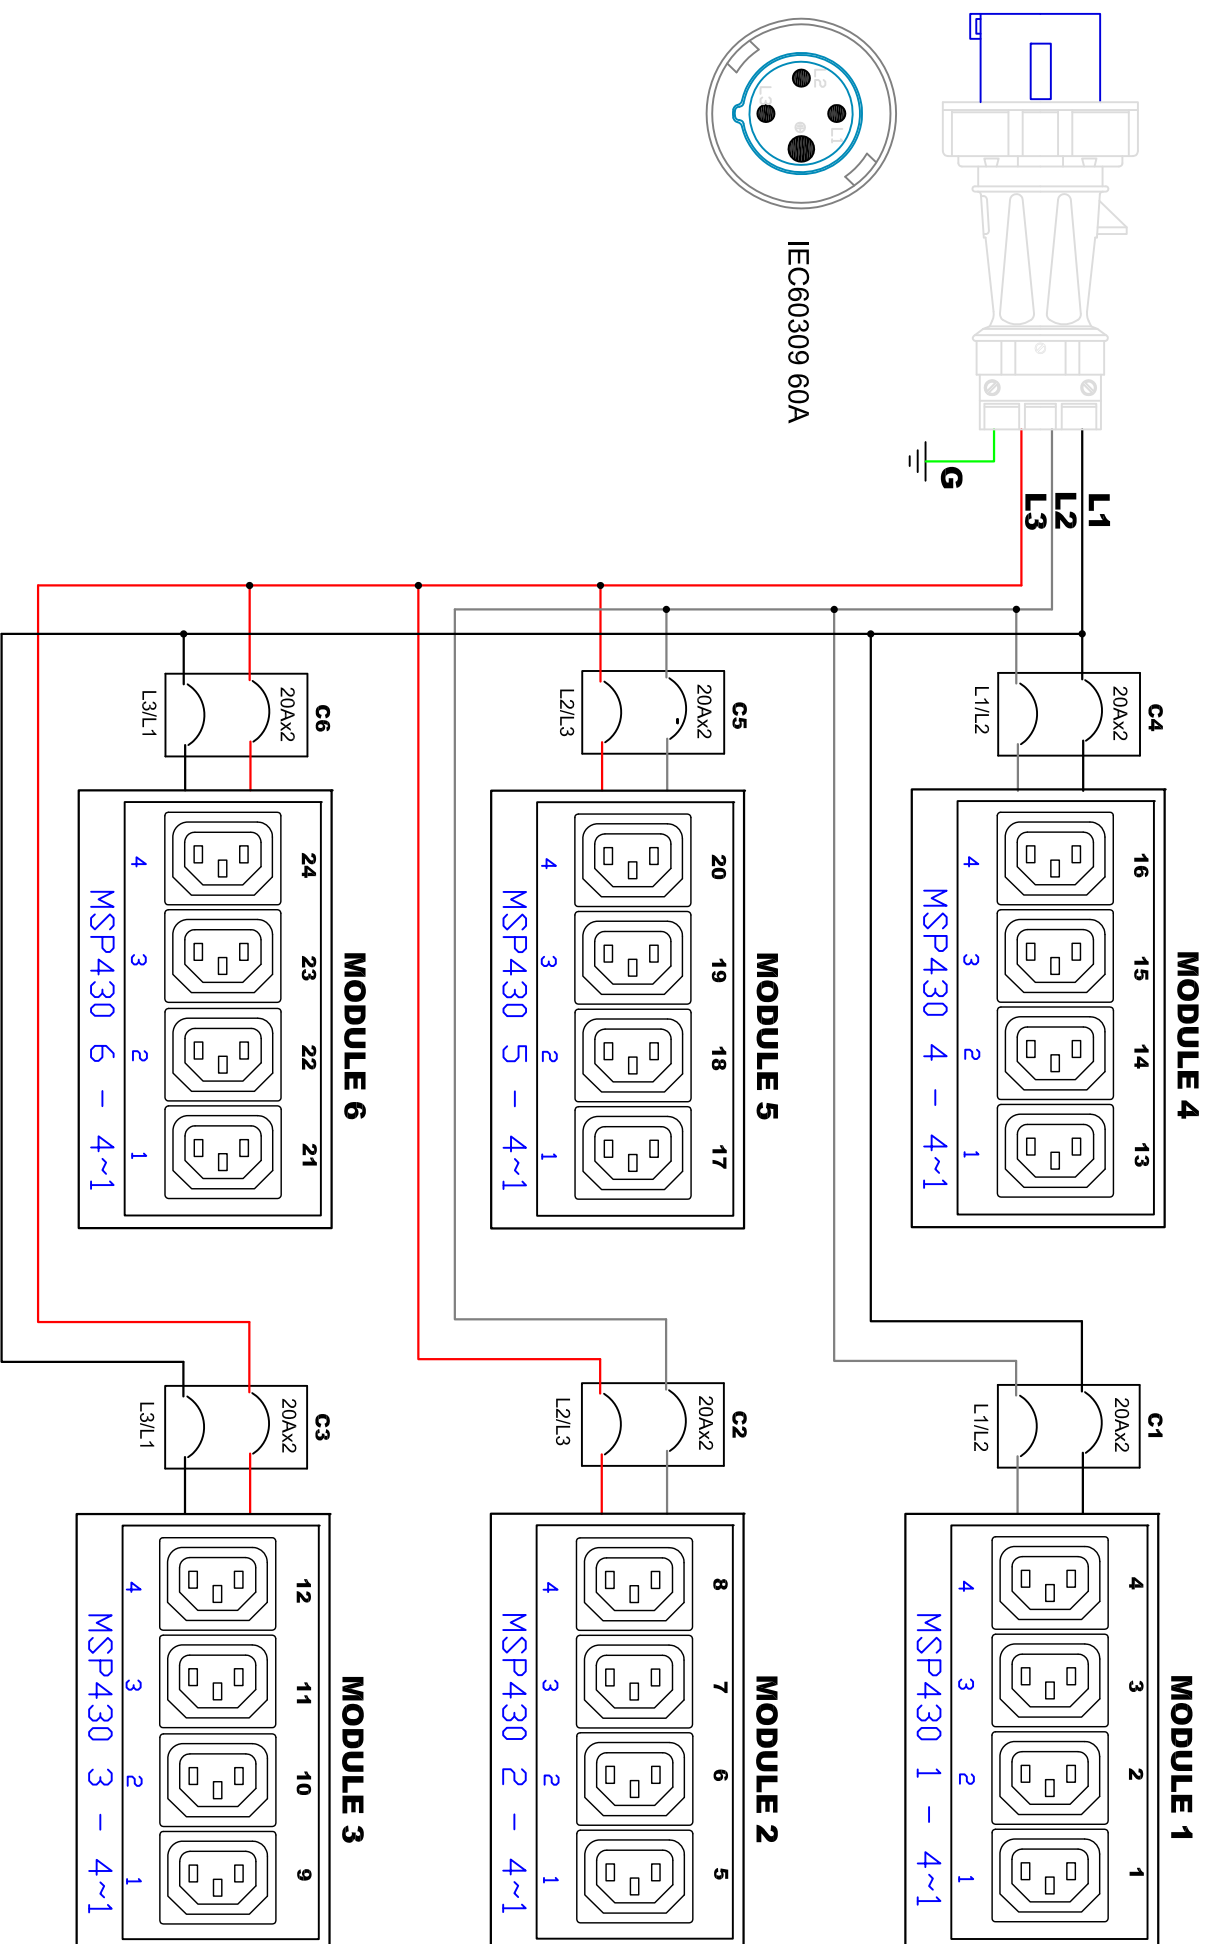 L2
L3
L1
IEC60309 60A
G
L1
L2
L3
C4
20Ax2
L1/L2
C5
20Ax2
L2/L3
C6
20Ax2
L3/L1
MODULE 4
16 15 14 13
4 3 2 1
MSP430 4 - 4~1
MODULE 5
20 19 18 17
4 3 2 1
MSP430 5 - 4~1
MODULE 6
24 23 22 21
4 3 2 1
MSP430 6 - 4~1
C1
20Ax2
L1/L2
C2
20Ax2
L2/L3
C3
20Ax2
L3/L1
MODULE 1
4 3 2 1
4 3 2 1
MSP430 1 - 4~1
MODULE 2
8 7 6 5
4 3 2 1
MSP430 2 - 4~1
MODULE 3
12 11 10 9
4 3 2 1
MSP430 3 - 4~1